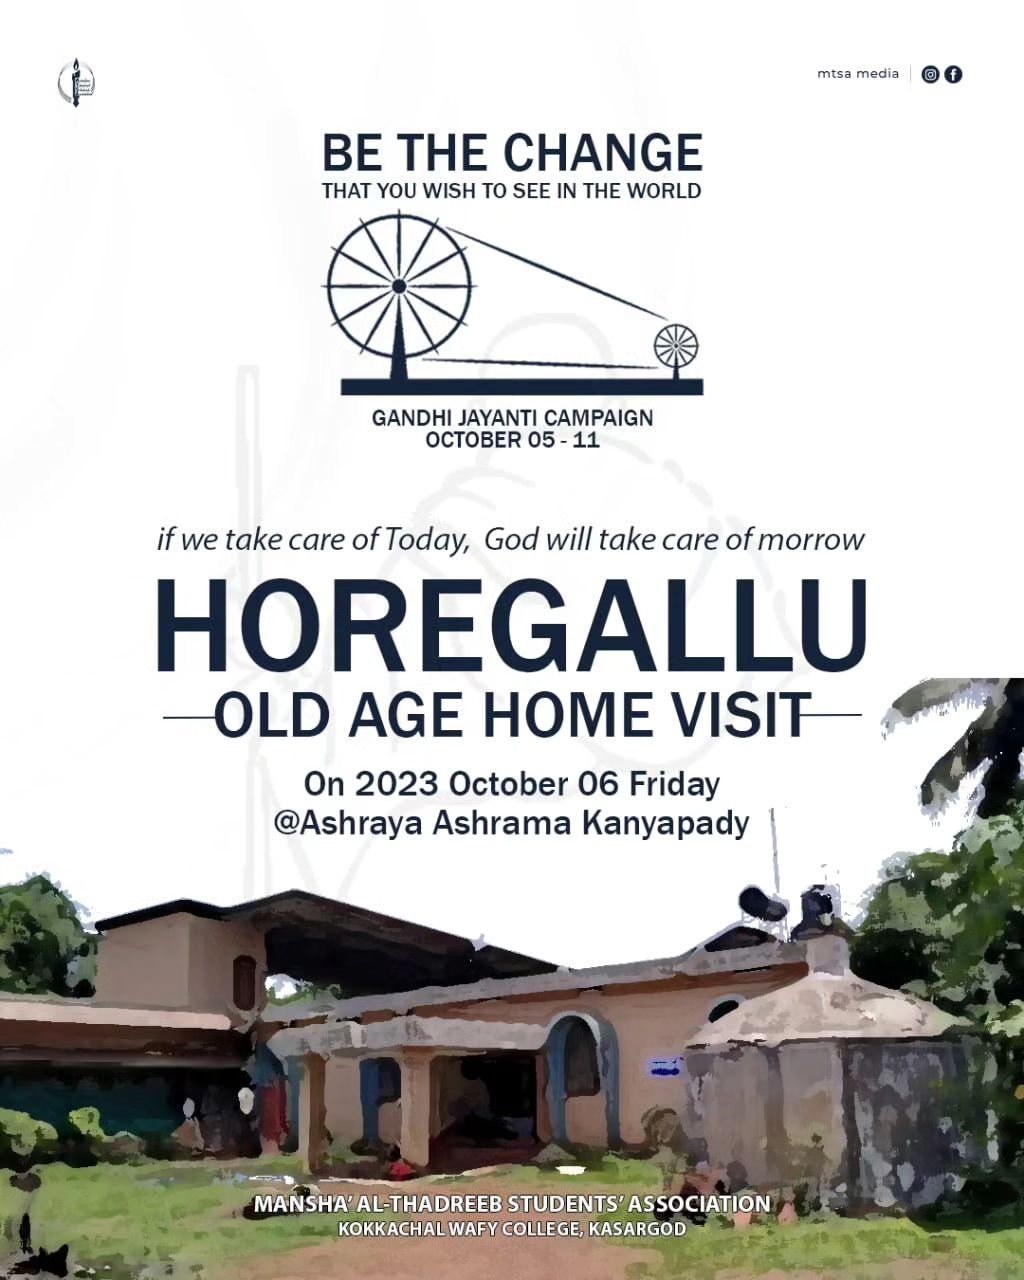 mtsa media
BE THE CHANGE
THAT YOU WISH TO SEE IN THE WORLD
GANDHI JAYANTI CAMPAIGN
OCTOBER 05 - 11
if we take care of Today, God will take care of morrow
HOREGALLU
OLD AGE HOME VISIT
On 2023 October 06 Friday
@Ashraya Ashrama Kanyapady
MANSHA' AL-THADREEB STUDENTS' ASSOCIATION
KOKKACHAL WAFY COLLEGE, KASARGOD